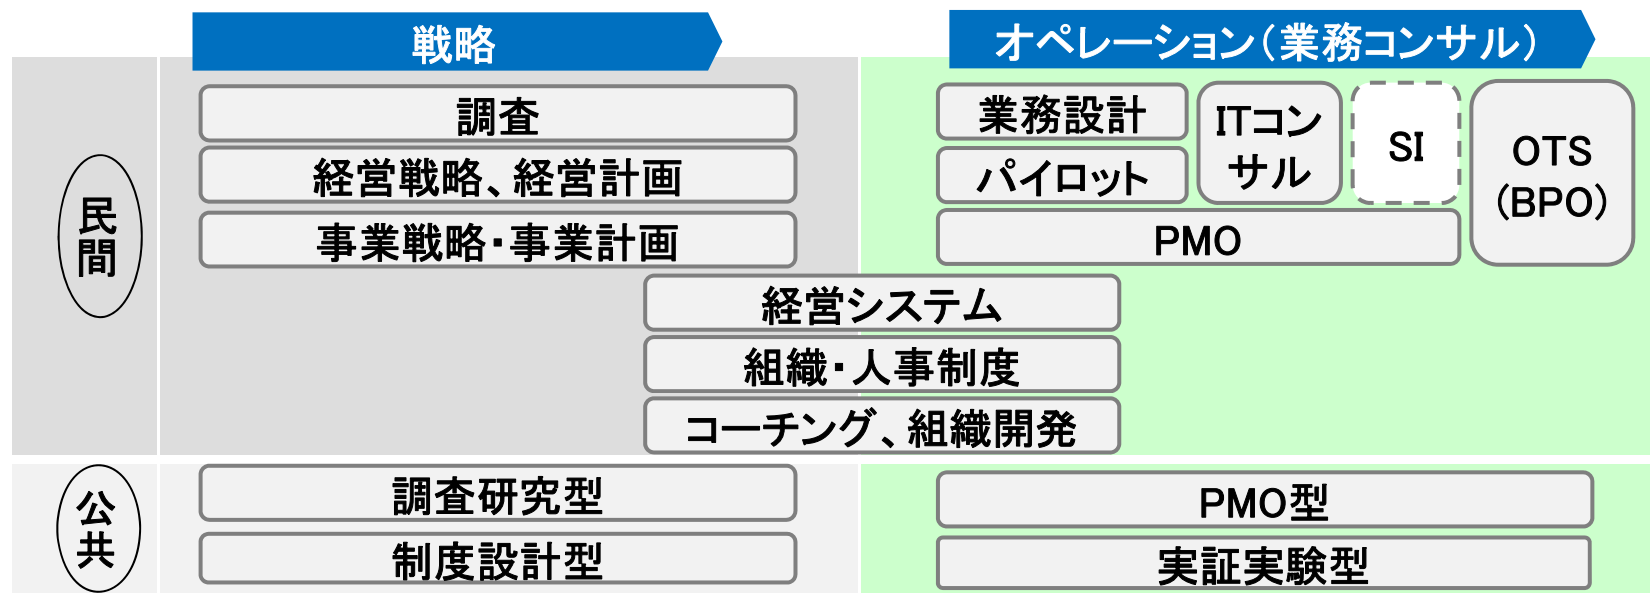 戦略
オペレーション（業務コンサル）
民
間
調査
経営戦略、経営計画
事業戦略・事業計画
業務設計
パイロット
ITコン
サル
SI
OTS
（BPO）
PMO
経営システム
組織・人事制度
コーチング、組織開発
公
共
調査研究型
制度設計型
PMO型
実証実験型